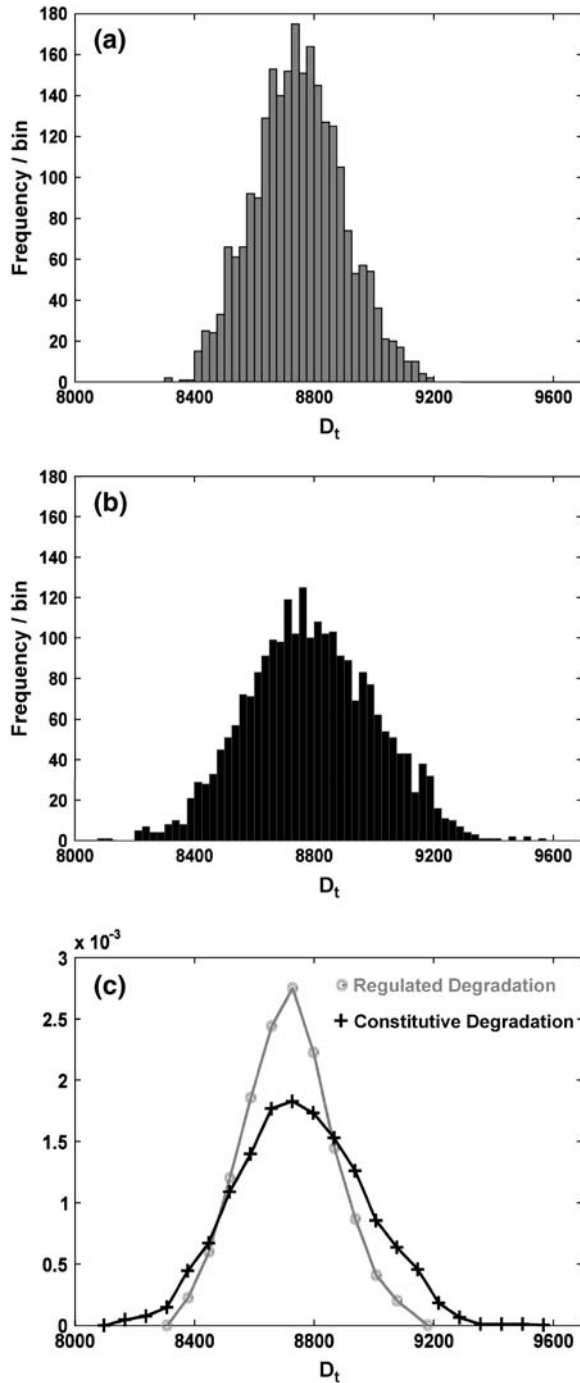 (a)
Frequency / bin
180
160
140
120
100
80
60
40
20
0
8000 8400 8800 9200 9600
Dt
(b)
Frequency / bin
180
160
140
120
100
80
60
40
20
0
8000 8400 8800 9200 9600
Dt
x 10-3
(c)
Regulated Degradation
Constitutive Degradation
3
2.5
2
1.5
1
0.5
0
8000 8400 8800 9200 9600
Dt